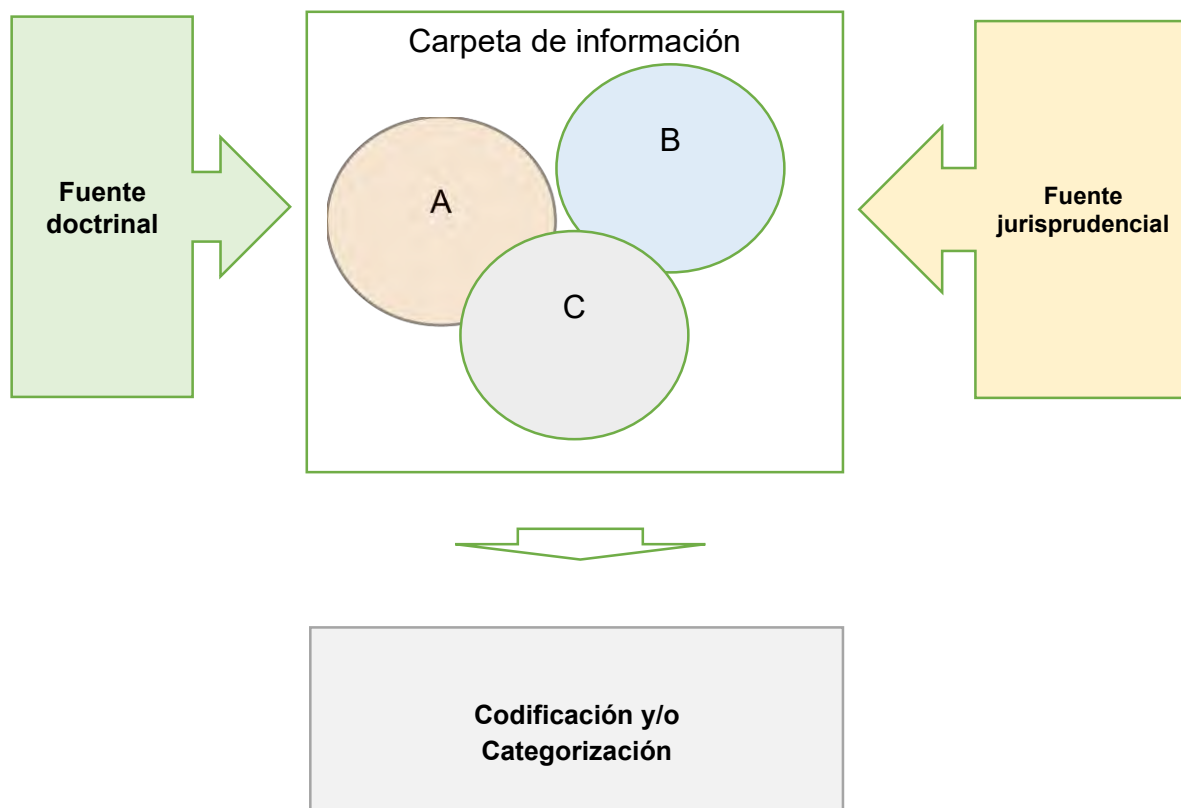 Carpeta de información
B
A
C
Fuente
doctrinal
Fuente
jurisprudencial
Codificación y/o
Categorización